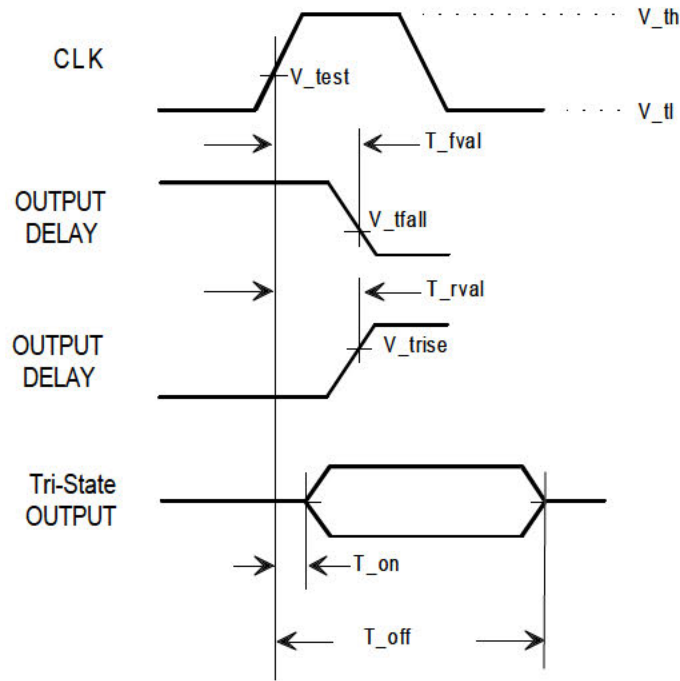 V_th
CLK
V_test
V_tl
T_fval
OUTPUT
DELAY
V_tfall
T_rval
OUTPUT
DELAY
V_trise
Tri-State
OUTPUT
T_on
T_off